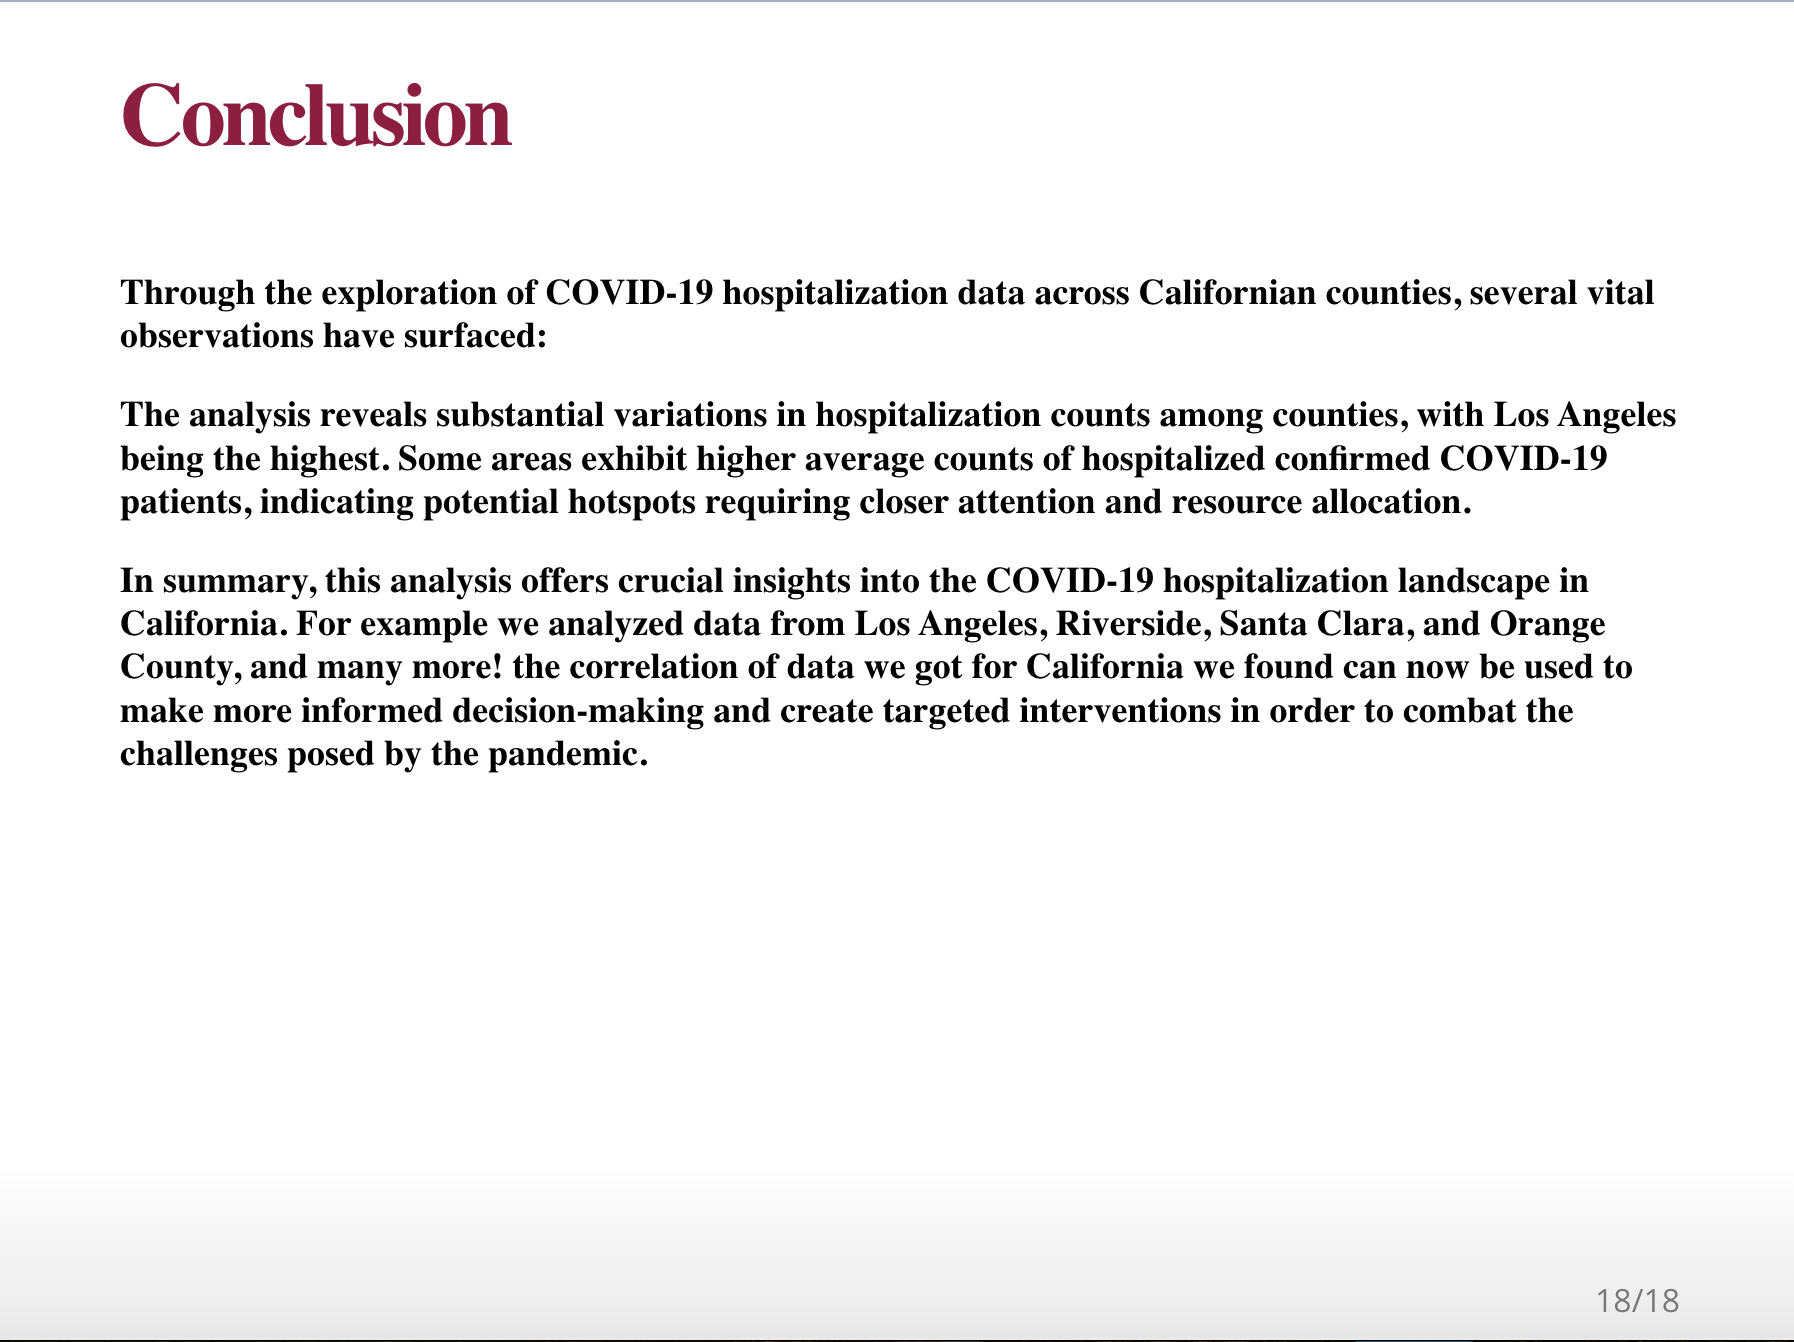 Conclusion
Through the exploration of COVID-19 hospitalization data across Californian counties, several vital
observations have surfaced:
The analysis reveals substantial variations in hospitalization counts among counties, with Los Angeles
being the highest. Some areas exhibit higher average counts of hospitalized confirmed COVID-19
patients, indicating potential hotspots requiring closer attention and resource allocation.
In summary, this analysis offers crucial insights into the COVID-19 hospitalization landscape in
California. For example we analyzed data from Los Angeles, Riverside, Santa Clara, and Orange
County, and many more! the correlation of data we got for California we found can now be used to
make more informed decision-making and create targeted interventions in order to combat the
challenges posed by the pandemic.
18/18